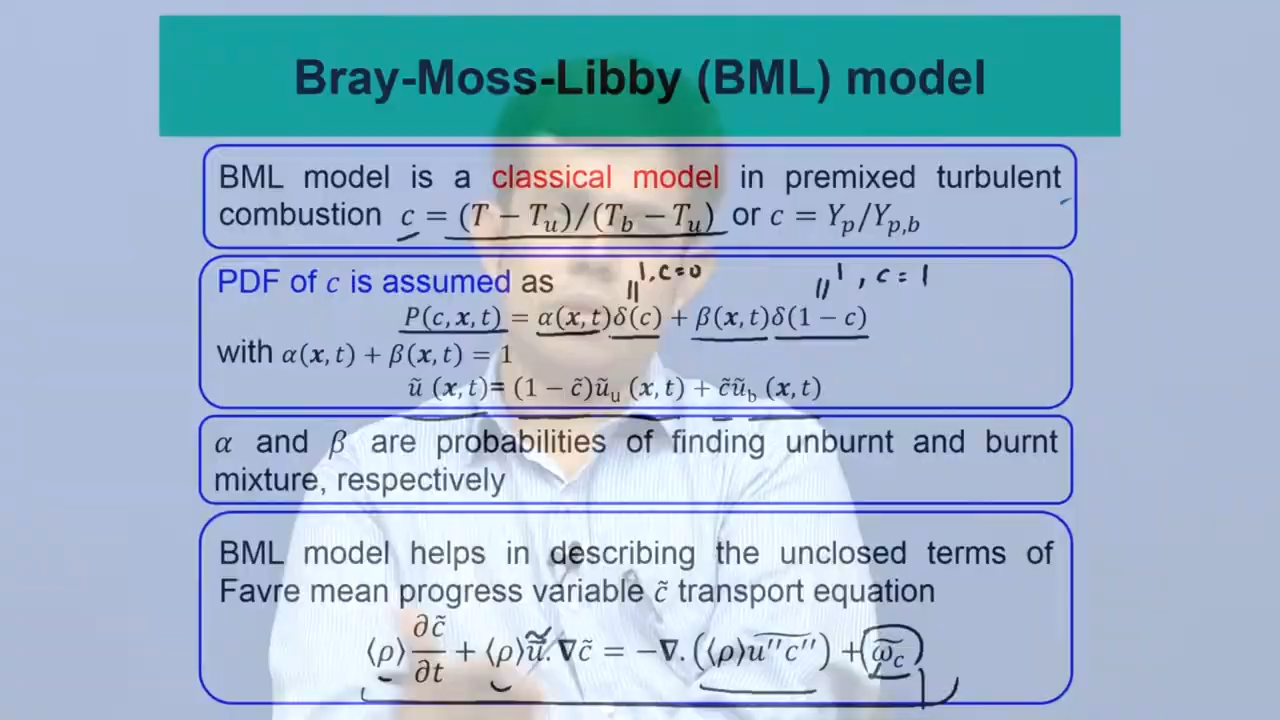 Bray-Moss-Libby (BML) model
BML model is a classical model in premixed turbulent
combustion c = (T − T_u)/(T_b − T_u) or c = Y_p/Y_{p,b}
PDF of c is assumed as
1, c=0
1, c = 1
P(c, x, t) = α(x, t)δ(c) + β(x, t)δ(1 − c)
with α(x, t) + β(x, t) = 1
ũ (x, t)= (1 − c̃)ũ_u (x, t) + c̃ũ_b (x, t)
α and β are probabilities of finding unburnt and burnt
mixture, respectively
BML model helps in describing the unclosed terms of
Favre mean progress variable c̃ transport equation
⟨ρ⟩ ∂c̃/∂t + ⟨ρ⟩ũ.∇c̃ = −∇.(⟨ρ⟩u″c″) + ω̃_c